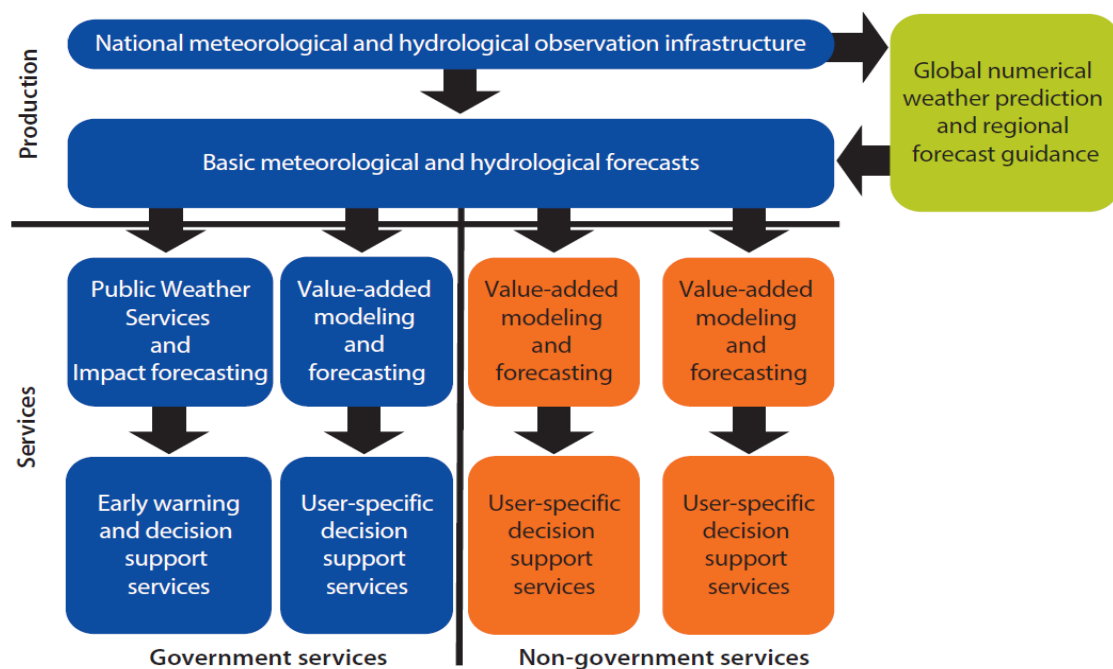 Production
National meteorological and hydrological observation infrastructure
Global numerical
weather prediction
and regional
forecast guidance
Basic meteorological and hydrological forecasts
Services
Public Weather
Services
and
Impact forecasting
Value-added
modeling
and
forecasting
Value-added
modeling
and
forecasting
Value-added
modeling
and
forecasting
Early warning
and decision
support
services
User-specific
decision
support
services
User-specific
decision
support
services
User-specific
decision
support
services
Government services
Non-government services